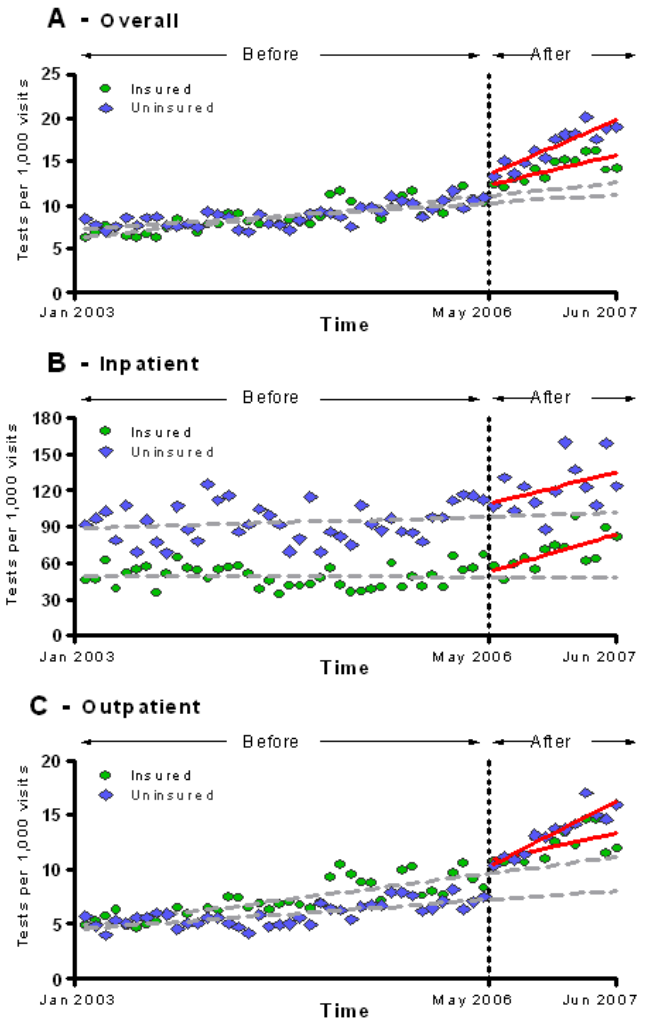 A - Overall
Before After
25
20
15
10
5
0
Tests per 1,000 visits
Insured
Uninsured
Jan 2003 May 2006 Jun 2007
Time
B - Inpatient
Before After
180
150
120
90
60
30
0
Tests per 1,000 visits
Insured
Uninsured
Jan 2003 May 2006 Jun 2007
Time
C - Outpatient
Before After
20
15
10
5
0
Tests per 1,000 visits
Insured
Uninsured
Jan 2003 May 2006 Jun 2007
Time